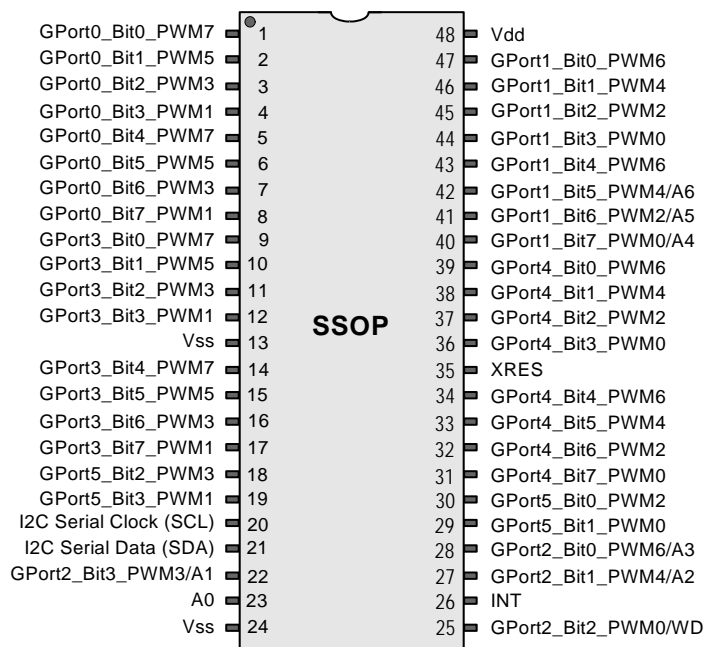 GPort0_Bit0_PWM7 1 48 Vdd
GPort0_Bit1_PWM5 2 47 GPort1_Bit0_PWM6
GPort0_Bit2_PWM3 3 46 GPort1_Bit1_PWM4
GPort0_Bit3_PWM1 4 45 GPort1_Bit2_PWM2
GPort0_Bit4_PWM7 5 44 GPort1_Bit3_PWM0
GPort0_Bit5_PWM5 6 43 GPort1_Bit4_PWM6
GPort0_Bit6_PWM3 7 42 GPort1_Bit5_PWM4/A6
GPort0_Bit7_PWM1 8 41 GPort1_Bit6_PWM2/A5
GPort3_Bit0_PWM7 9 40 GPort1_Bit7_PWM0/A4
GPort3_Bit1_PWM5 10 39 GPort4_Bit0_PWM6
GPort3_Bit2_PWM3 11 38 GPort4_Bit1_PWM4
GPort3_Bit3_PWM1 12 37 GPort4_Bit2_PWM2
SSOP
Vss 13 36 GPort4_Bit3_PWM0
GPort3_Bit4_PWM7 14 35 XRES
GPort3_Bit5_PWM5 15 34 GPort4_Bit4_PWM6
GPort3_Bit6_PWM3 16 33 GPort4_Bit5_PWM4
GPort3_Bit7_PWM1 17 32 GPort4_Bit6_PWM2
GPort5_Bit2_PWM3 18 31 GPort4_Bit7_PWM0
GPort5_Bit3_PWM1 19 30 GPort5_Bit0_PWM2
I2C Serial Clock (SCL) 20 29 GPort5_Bit1_PWM0
I2C Serial Data (SDA) 21 28 GPort2_Bit0_PWM6/A3
GPort2_Bit3_PWM3/A1 22 27 GPort2_Bit1_PWM4/A2
A0 23 26 INT
Vss 24 25 GPort2_Bit2_PWM0/WD